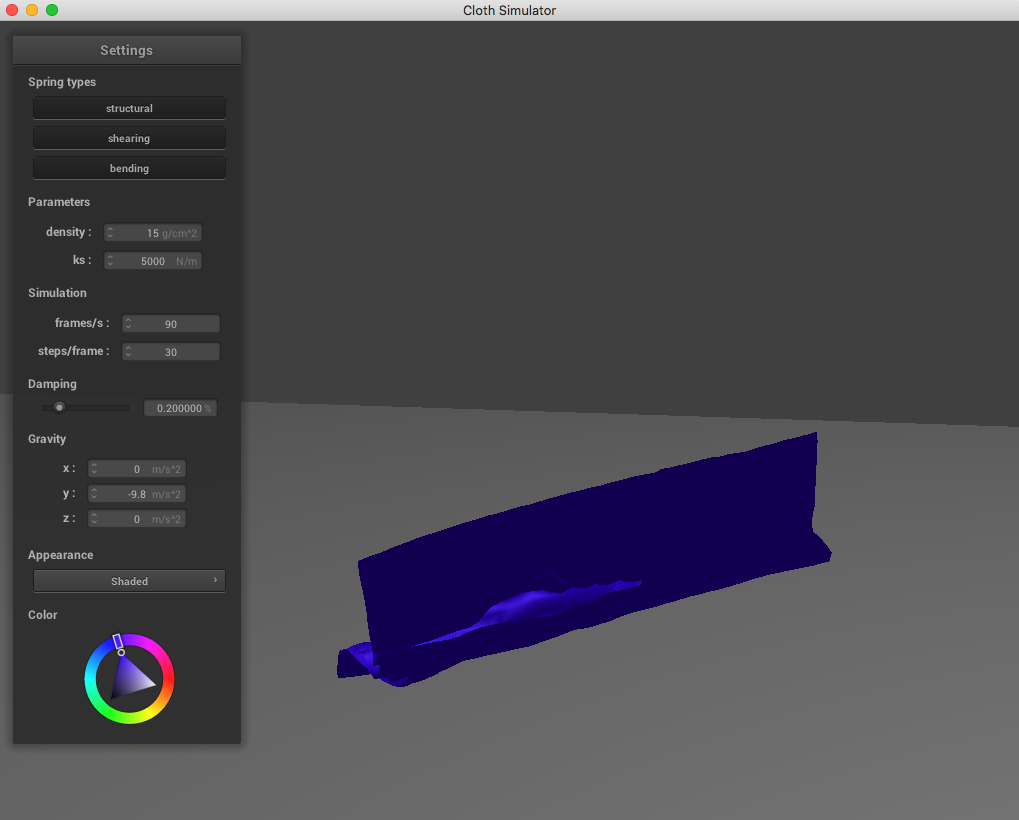 Cloth Simulator
Settings
Spring types
structural
shearing
bending
Parameters
density : 15 g/cm^2
ks : 5000 N/m
Simulation
frames/s : 90
steps/frame : 30
Damping
0.200000 %
Gravity
x : 0 m/s^2
y : -9.8 m/s^2
z : 0 m/s^2
Appearance
Shaded ›
Color